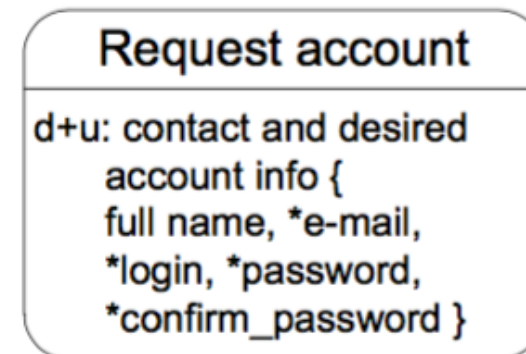 Request account
d+u: contact and desired
account info {
full name, *e-mail,
*login, *password,
*confirm_password }